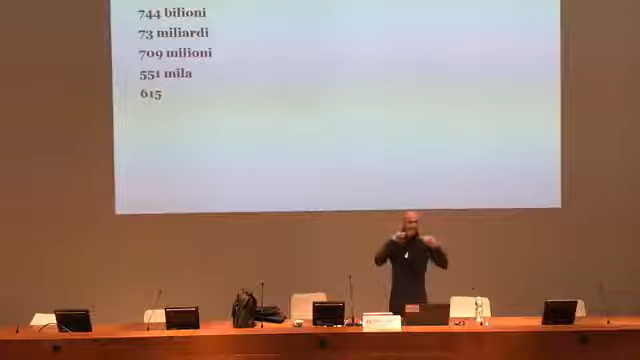 744 bilioni
73 miliardi
709 milioni
551 mila
615